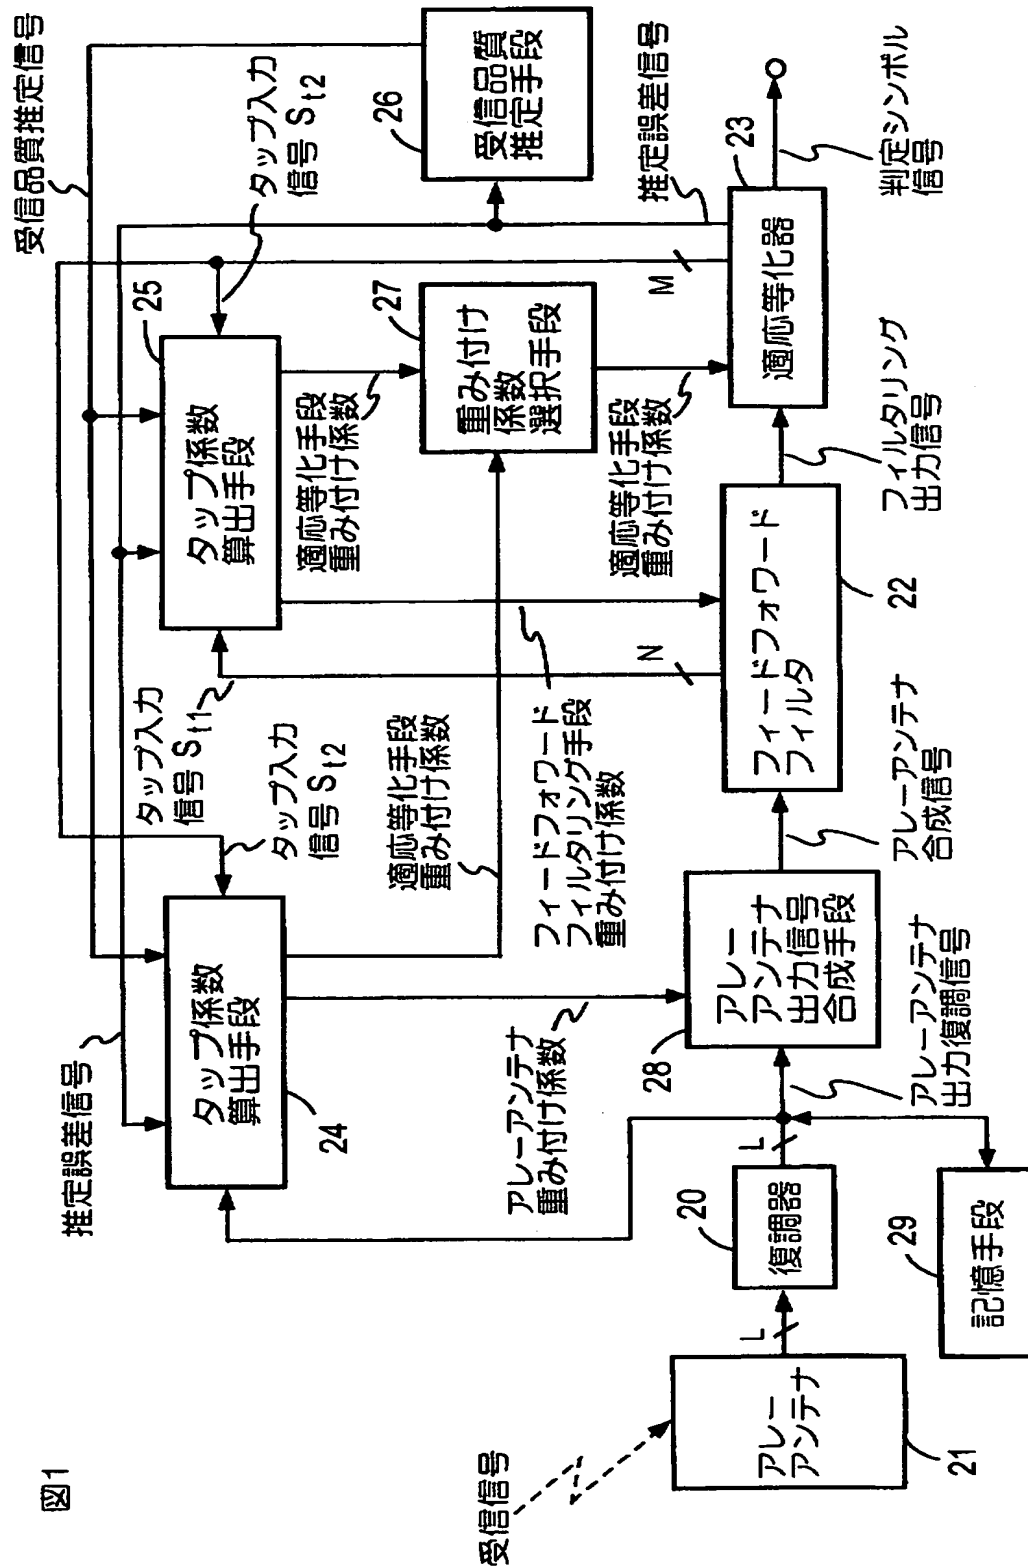 図1
受信信号
アレー
アンテナ
21
L
復調器
20
L
記憶手段
29
アレーアンテナ
出力復調信号
アレー
アンテナ
出力信号
合成手段
28
アレーアンテナ
合成信号
フィードフォワード
フィルタ
22
フィルタリング
出力信号
適応等化器
23
判定シンボル
信号
推定誤差信号
タップ係数
算出手段
24
アレーアンテナ
重み付け係数
適応等化手段
重み付け係数
タップ入力
信号 St2
タップ入力
信号 St1
フィードフォワード
フィルタリング手段
重み付け係数
N
タップ係数
算出手段
25
適応等化手段
重み付け係数
重み付け
係数
選択手段
27
適応等化手段
重み付け係数
M
タップ入力
信号 St2
推定誤差信号
受信品質
推定手段
26
受信品質推定信号